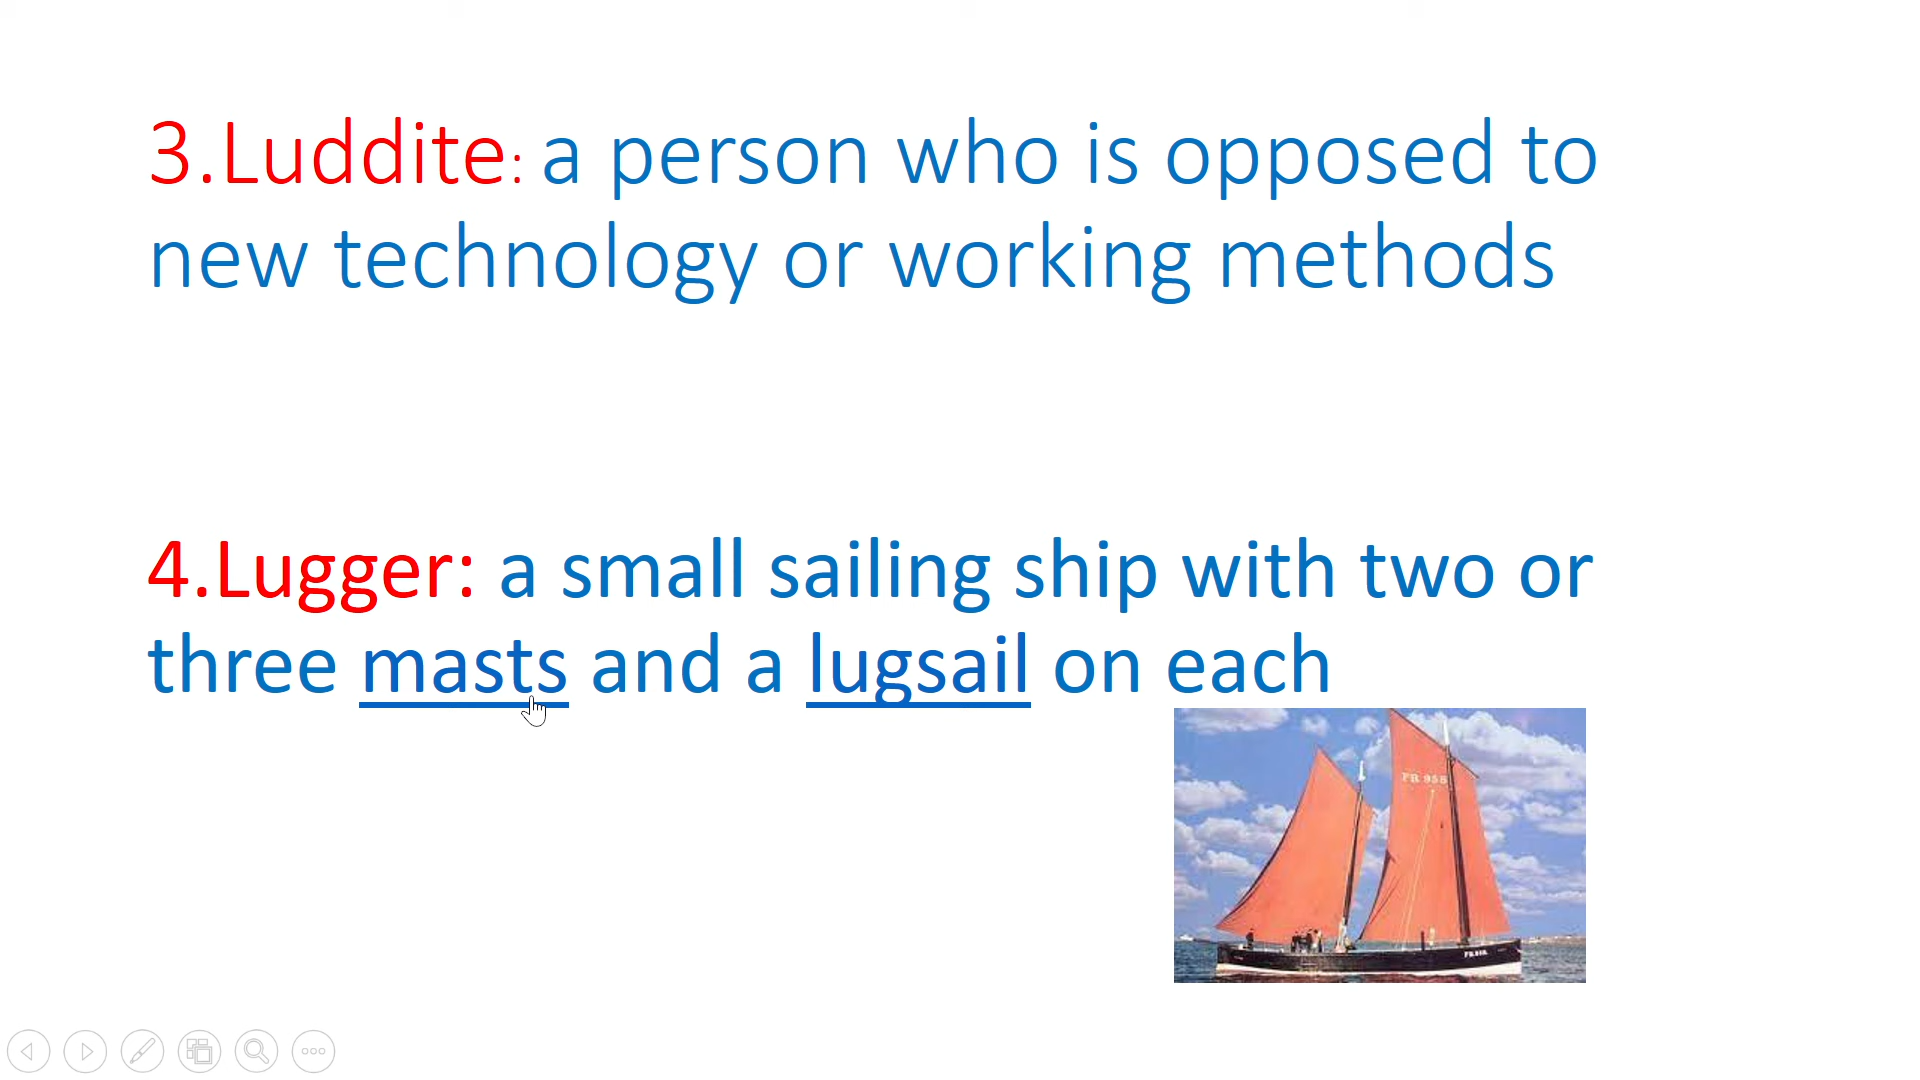 3.Luddite: a person who is opposed to
new technology or working methods
4.Lugger: a small sailing ship with two or
three masts and a lugsail on each